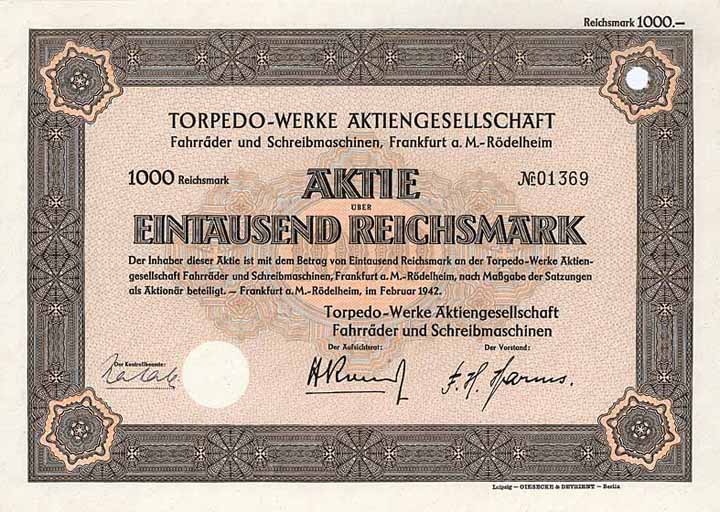 Reichsmark 1000.—
TORPEDO-WERKE AKTIENGESELLSCHAFT
Fahrräder und Schreibmaschinen, Frankfurt a. M.-Rödelheim
1000 Reichsmark AKTIE № 01369
ÜBER
EINTAUSEND REICHSMARK
Der Inhaber dieser Aktie ist mit dem Betrag von Eintausend Reichsmark an der Torpedo-Werke Aktien-
gesellschaft Fahrräder und Schreibmaschinen, Frankfurt a. M.-Rödelheim, nach Maßgabe der Satzungen
als Aktionär beteiligt. — Frankfurt a. M.-Rödelheim, im Februar 1942.
Torpedo-Werke Aktiengesellschaft
Fahrräder und Schreibmaschinen
Der Kontrollbeamte: Der Aufsichtsrat: Der Vorstand:
Leipzig – GIESECKE & DEVRIENT – Berlin